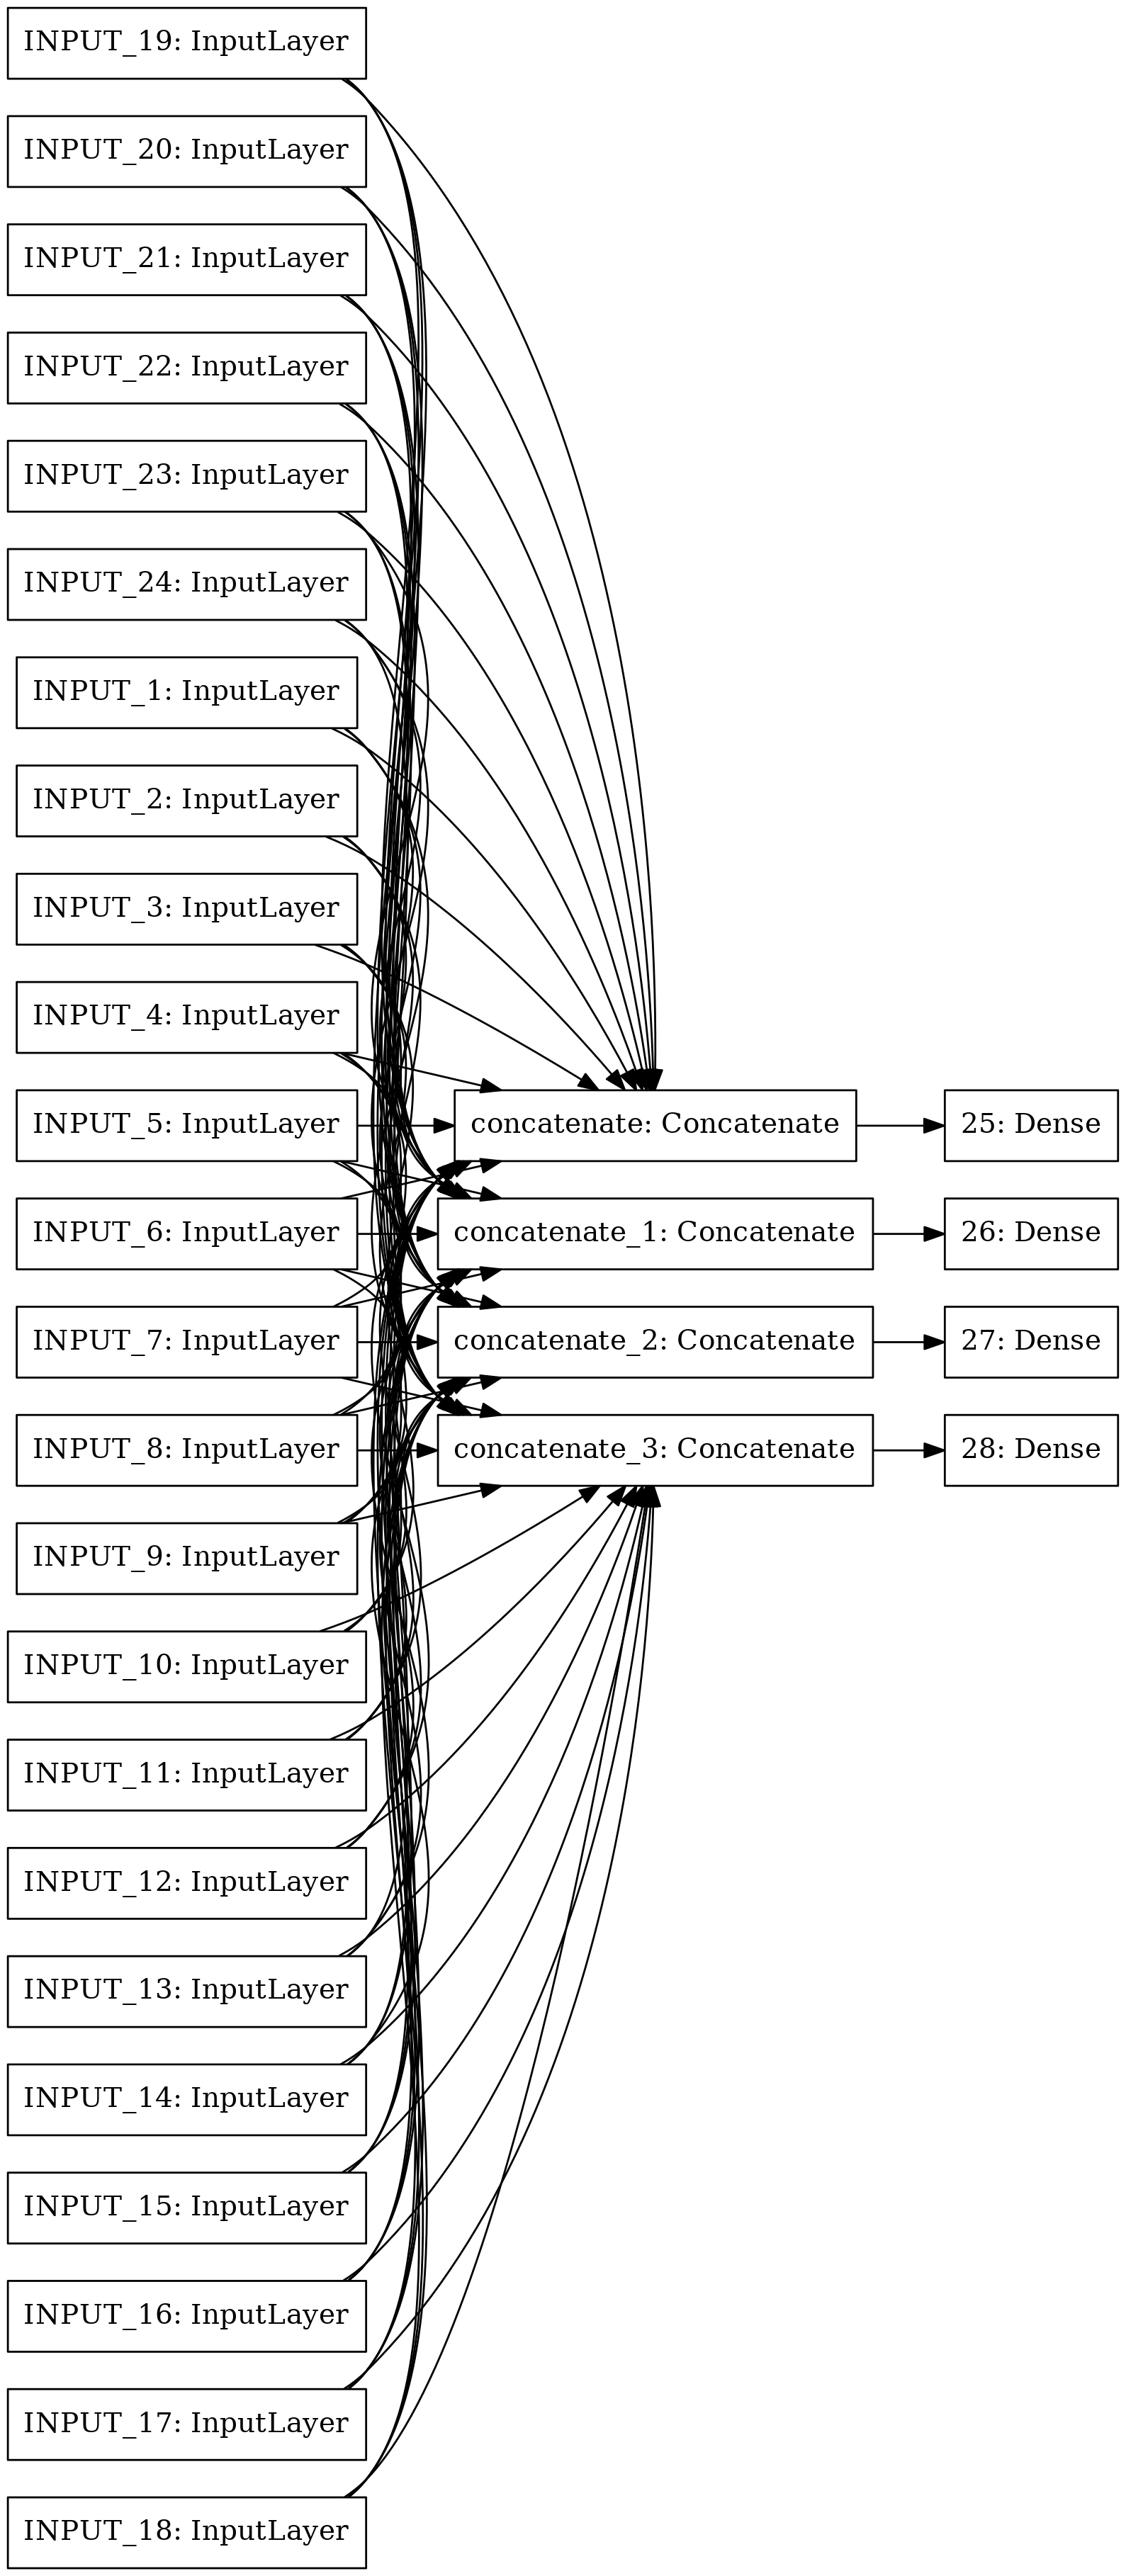 INPUT_19: InputLayer
INPUT_20: InputLayer
INPUT_21: InputLayer
INPUT_22: InputLayer
INPUT_23: InputLayer
INPUT_24: InputLayer
INPUT_1: InputLayer
INPUT_2: InputLayer
INPUT_3: InputLayer
INPUT_4: InputLayer
INPUT_5: InputLayer
INPUT_6: InputLayer
INPUT_7: InputLayer
INPUT_8: InputLayer
INPUT_9: InputLayer
INPUT_10: InputLayer
INPUT_11: InputLayer
INPUT_12: InputLayer
INPUT_13: InputLayer
INPUT_14: InputLayer
INPUT_15: InputLayer
INPUT_16: InputLayer
INPUT_17: InputLayer
INPUT_18: InputLayer
concatenate: Concatenate
concatenate_1: Concatenate
concatenate_2: Concatenate
concatenate_3: Concatenate
25: Dense
26: Dense
27: Dense
28: Dense